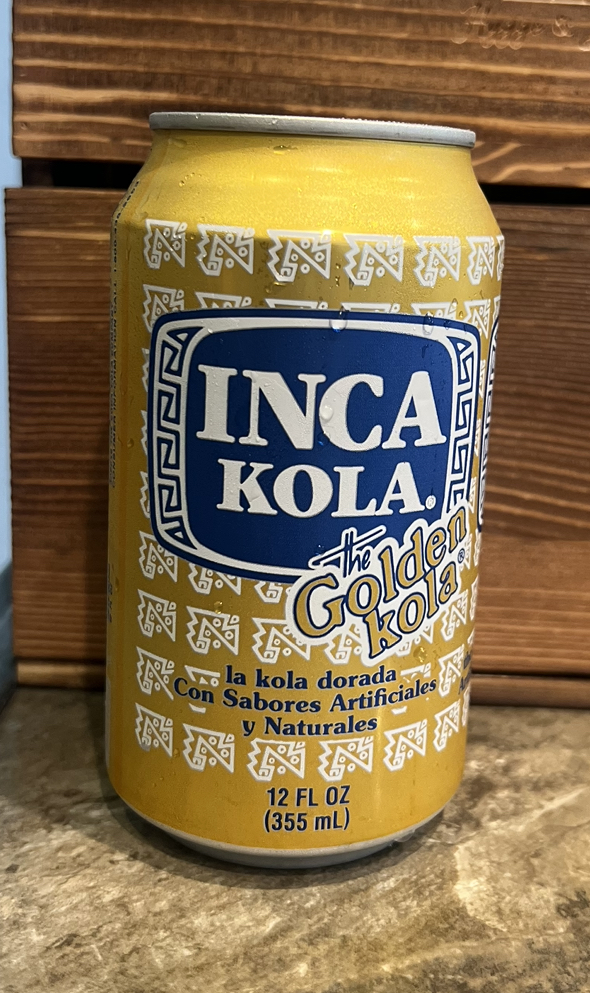 INCA
KOLA®
the
Golden
kola®
la kola dorada
Con Sabores Artificiales
y Naturales
12 FL OZ
(355 mL)